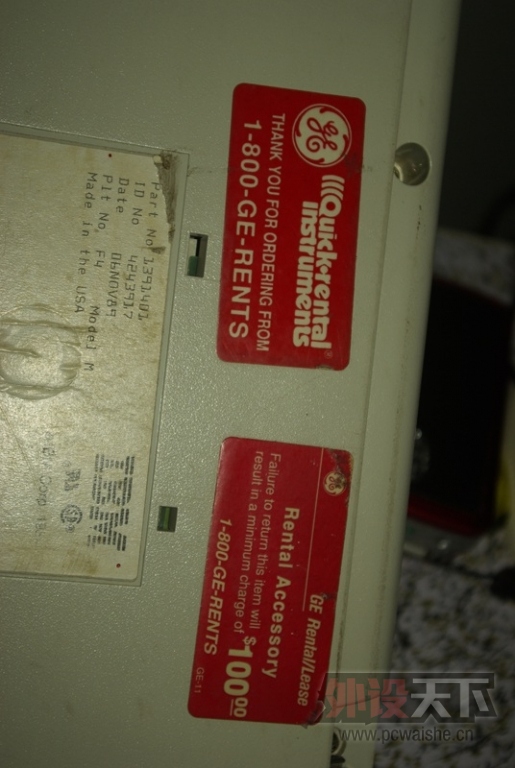 Part No. 1391401
ID No 4243917
Date 06NOV89
Plt No, F4 Model M
Made in the USA
IBM
Corp.
GE
Quick-rental
instruments
THANK YOU FOR ORDERING FROM
1-800-GE-RENTS
GE Rental/Lease
Rental Accessory
Failure to return this item will
result in a minimum charge of $100.00
1-800-GE-RENTS
GE-11
外设天下
www.pcwaishe.cn